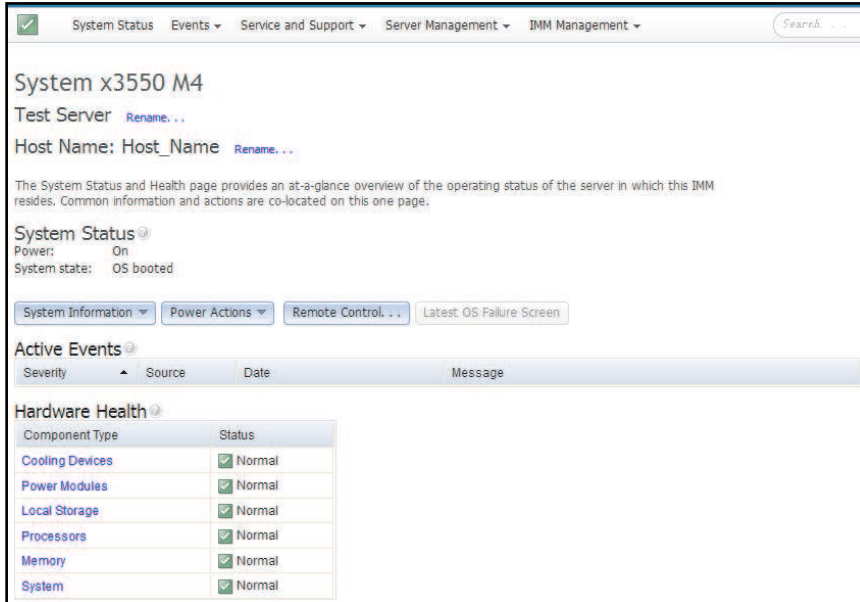 System Status Events Service and Support Server Management IMM Management Search . . .
System x3550 M4
Test Server Rename. . .
Host Name: Host_Name Rename. . .
The System Status and Health page provides an at-a-glance overview of the operating status of the server in which this IMM
resides. Common information and actions are co-located on this one page.
System Status
Power: On
System state: OS booted
System Information Power Actions Remote Control. . . Latest OS Failure Screen
Active Events
Severity Source Date Message
Hardware Health
Component Type Status
Cooling Devices Normal
Power Modules Normal
Local Storage Normal
Processors Normal
Memory Normal
System Normal